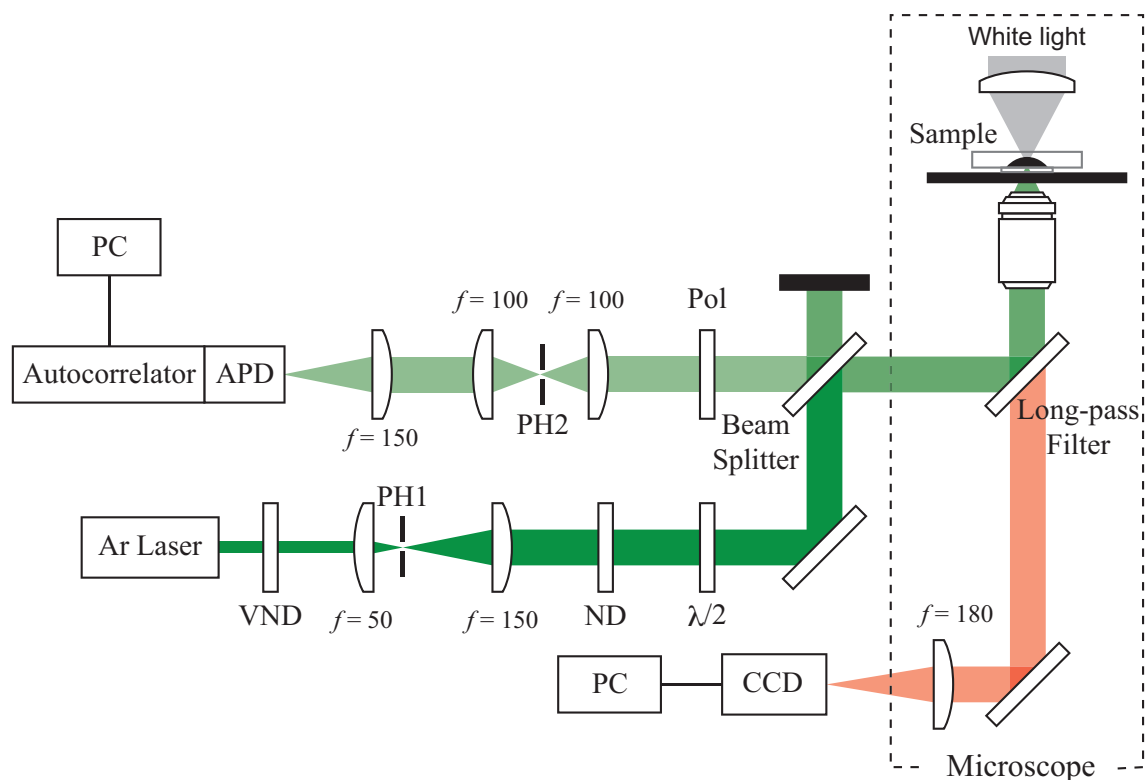 White light
Sample
PC
f = 100
f = 100
Pol
Autocorrelator
APD
f = 150
PH2
Beam
Splitter
Long-pass
Filter
PH1
Ar Laser
VND
f = 50
f = 150
ND
λ/2
f = 180
PC
CCD
Microscope